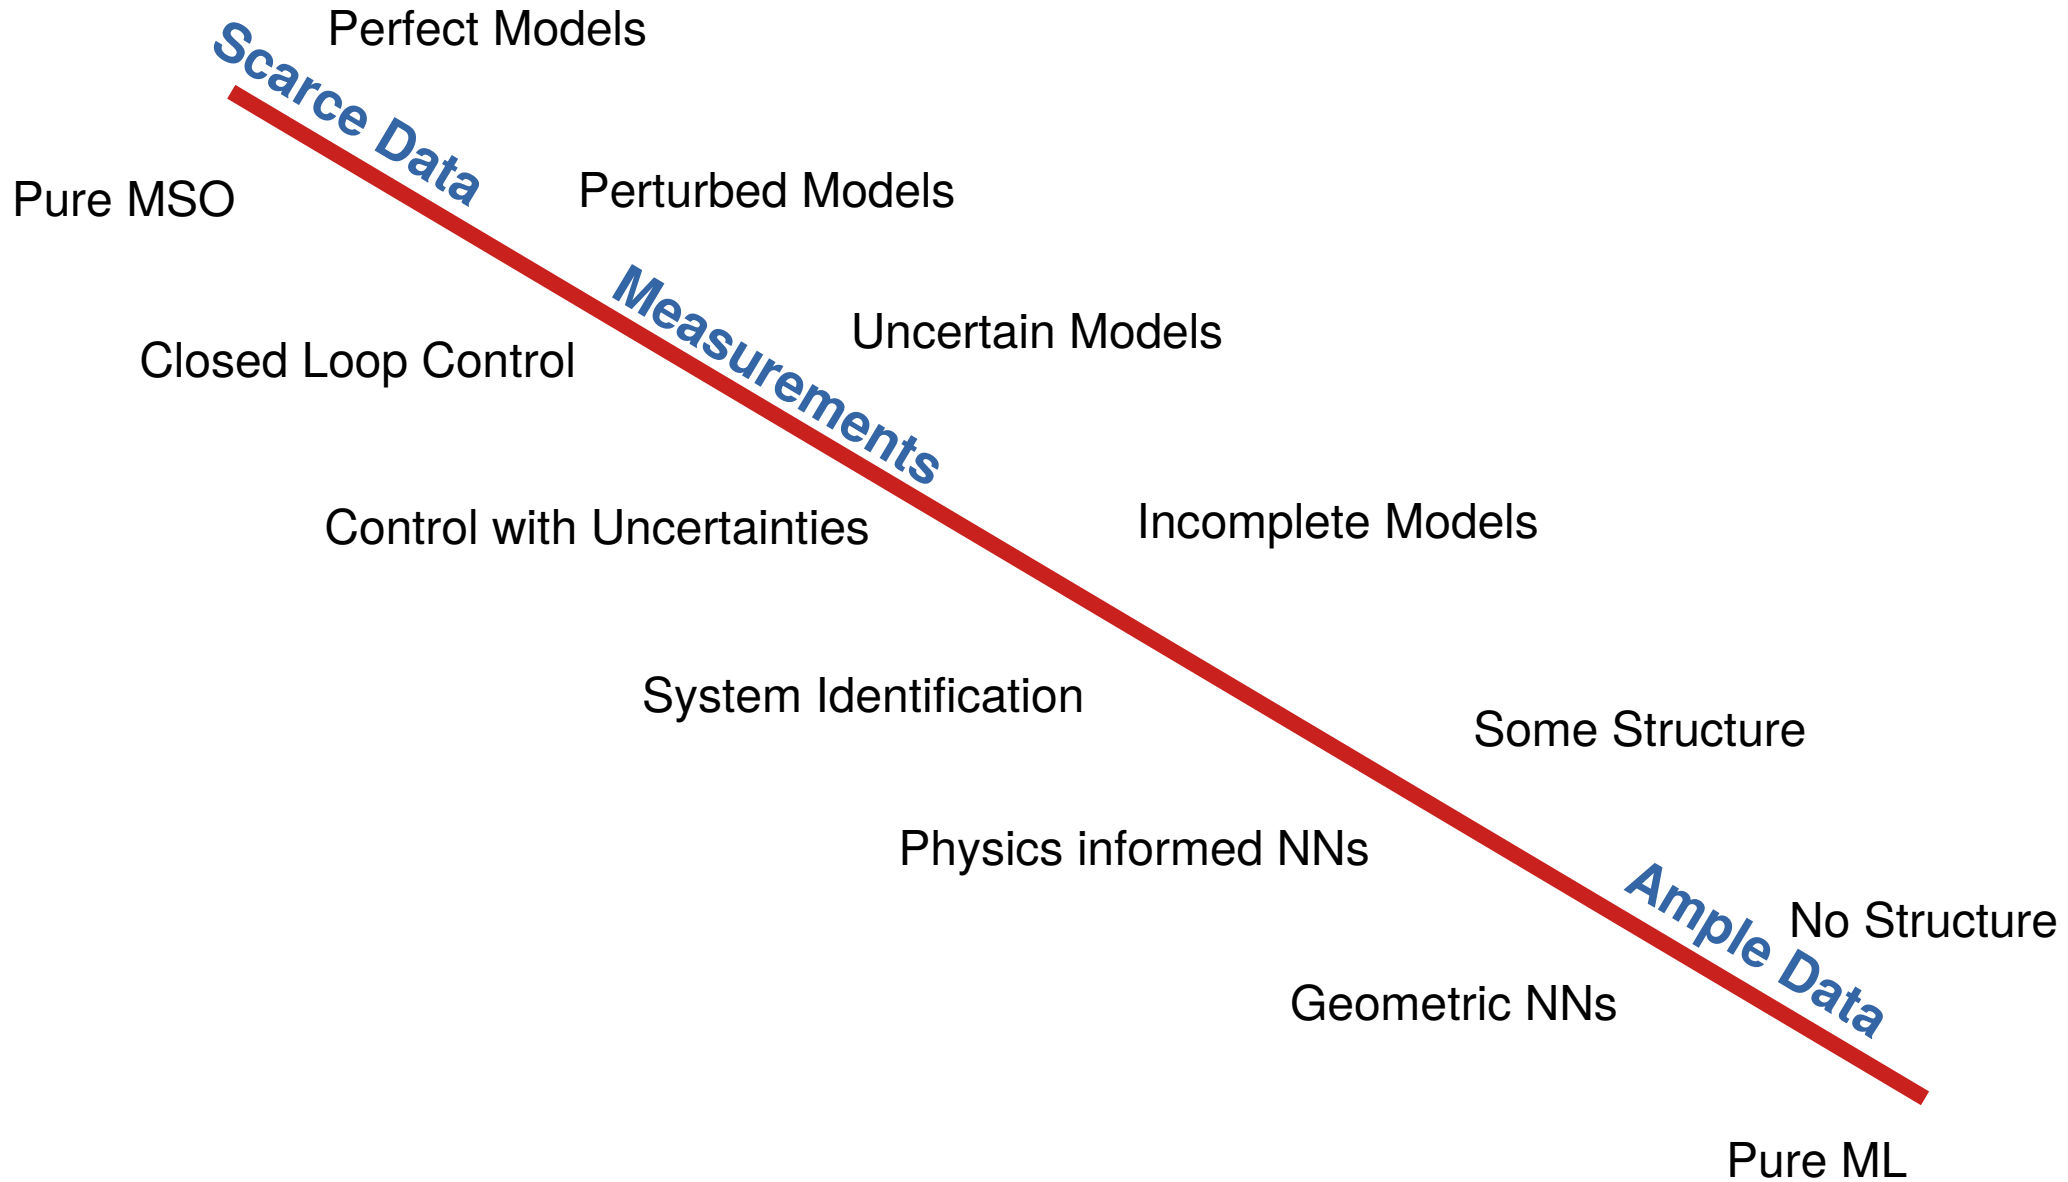 Perfect Models
Scarce Data
Pure MSO
Perturbed Models
Measurements
Uncertain Models
Closed Loop Control
Control with Uncertainties
Incomplete Models
System Identification
Some Structure
Physics informed NNs
Ample Data
No Structure
Geometric NNs
Pure ML